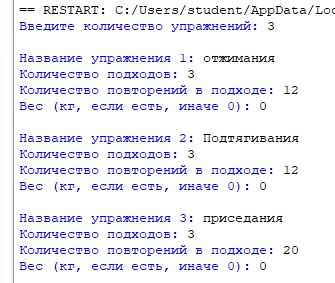 == RESTART: C:/Users/student/AppData/Loc
Введите количество упражнений: 3
Название упражнения 1: отжимания
Количество подходов: 3
Количество повторений в подходе: 12
Вес (кг, если есть, иначе 0): 0
Название упражнения 2: Подтягивания
Количество подходов: 3
Количество повторений в подходе: 12
Вес (кг, если есть, иначе 0): 0
Название упражнения 3: приседания
Количество подходов: 3
Количество повторений в подходе: 20
Вес (кг, если есть, иначе 0): 0